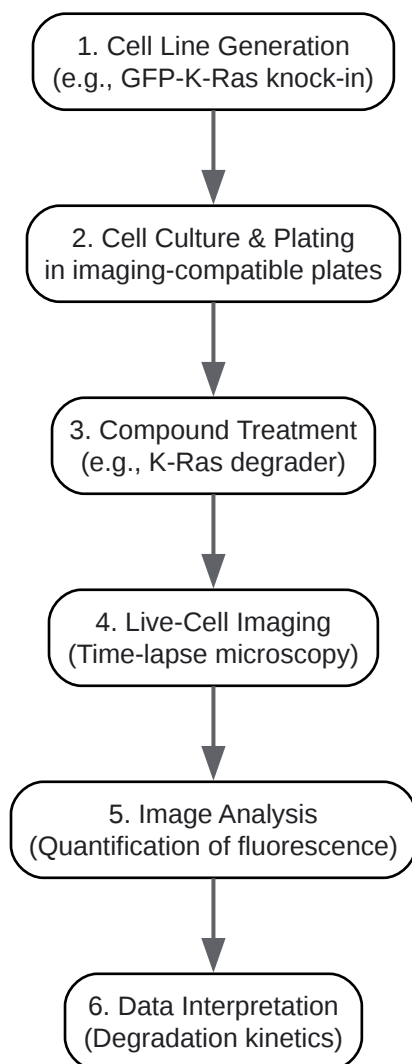 1. Cell Line Generation
(e.g., GFP-K-Ras knock-in)
2. Cell Culture & Plating
in imaging-compatible plates
3. Compound Treatment
(e.g., K-Ras degrader)
4. Live-Cell Imaging
(Time-lapse microscopy)
5. Image Analysis
(Quantification of fluorescence)
6. Data Interpretation
(Degradation kinetics)